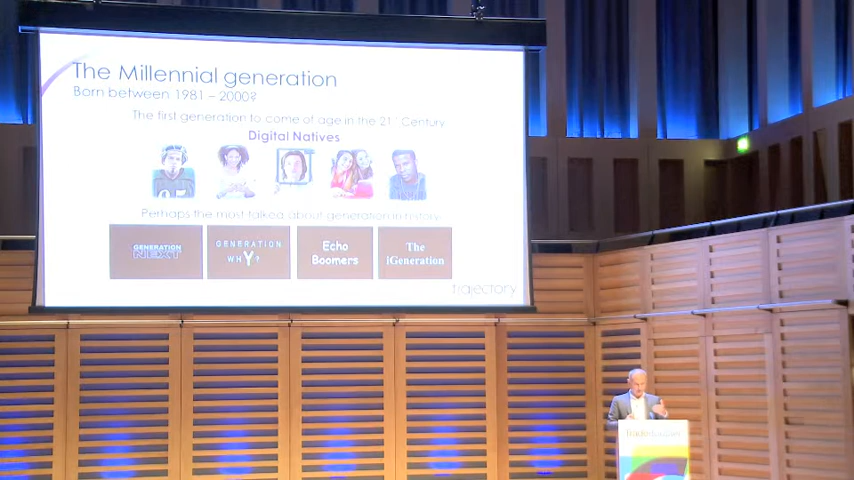 The Millennial generation
Born between 1981 – 2000?
The first generation to come of age in the 21st Century
Digital Natives
Perhaps the most talked about generation in history:
GENERATION
NEXT
GENERATION
WHY?
Echo
Boomers
The
iGeneration
trajectory